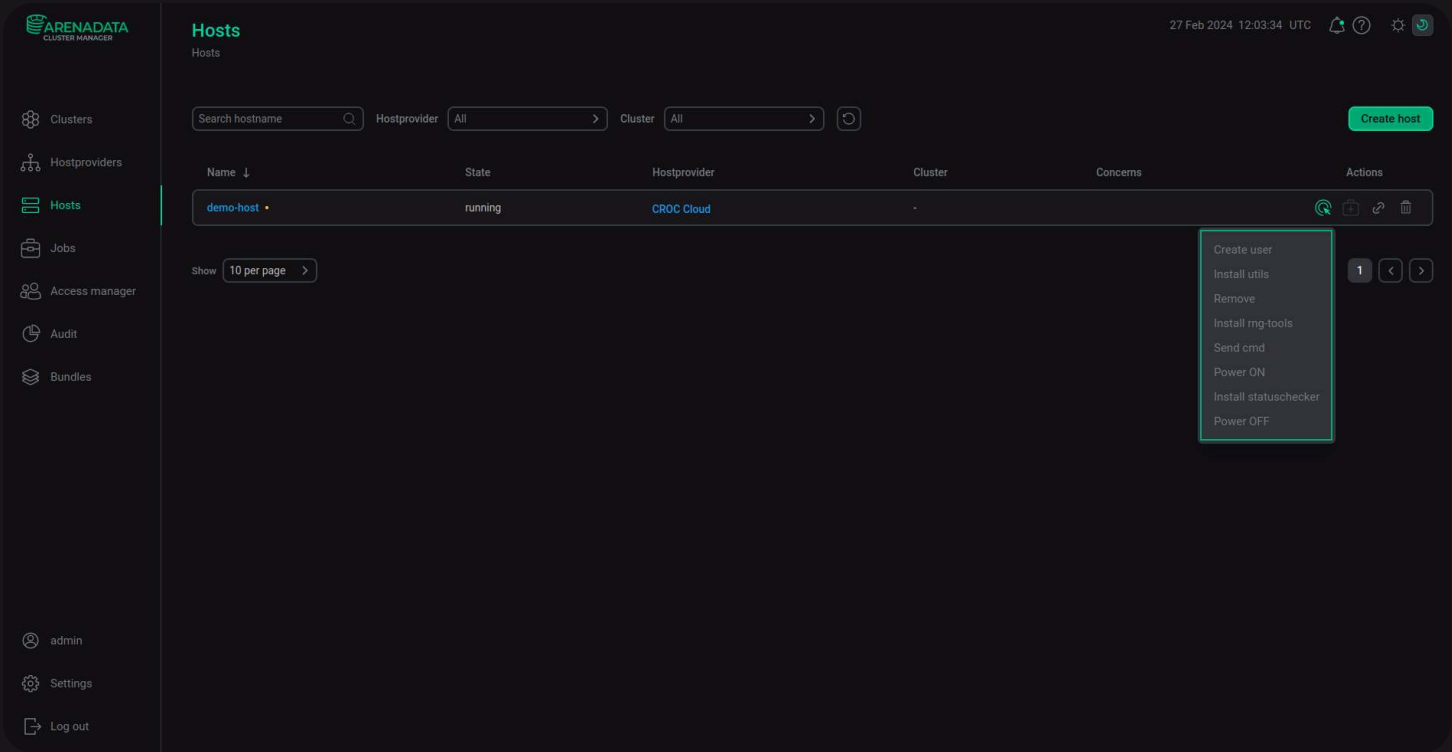 ARENADATA
CLUSTER MANAGER
Hosts
Hosts
27 Feb 2024 12:03:34 UTC
Clusters
Hostproviders
Hosts
Jobs
Access manager
Audit
Bundles
admin
Settings
Log out
Search hostname Hostprovider All Cluster All Create host
Name State Hostprovider Cluster Concerns Actions
demo-host running CROC Cloud -
Create user
Install utils
Remove
Install rng-tools
Send cmd
Power ON
Install statuschecker
Power OFF
Show 10 per page 1